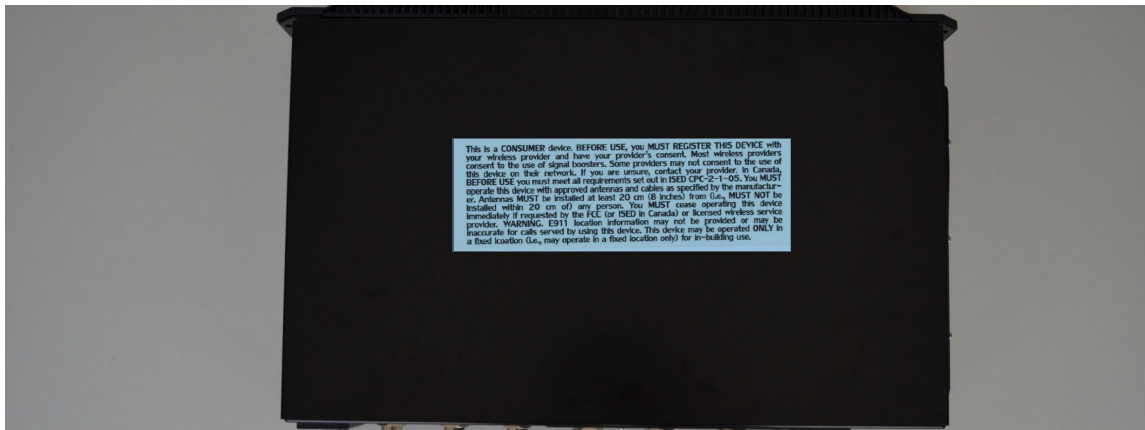 This is a CONSUMER device. BEFORE USE, you MUST REGISTER THIS DEVICE with
your wireless provider and have your provider's consent. Most wireless providers
consent to the use of signal boosters. Some providers may not consent to the use of
this device on their network. If you are unsure, contact your provider. In Canada,
BEFORE USE you must meet all requirements set out in ISED CPC-2-1-05. You MUST
operate this device with approved antennas and cables as specified by the manufactur-
er. Antennas MUST be installed at least 20 cm (8 inches) from (i.e., MUST NOT be
installed within 20 cm of) any person. You MUST cease operating this device
immediately if requested by the FCC (or ISED in Canada) or licensed wireless service
provider. WARNING. E911 location information may not be provided or may be
inaccurate for calls served by using this device. This device may be operated ONLY in
a fixed lcoation (i.e., may operate in a fixed location only) for in-building use.